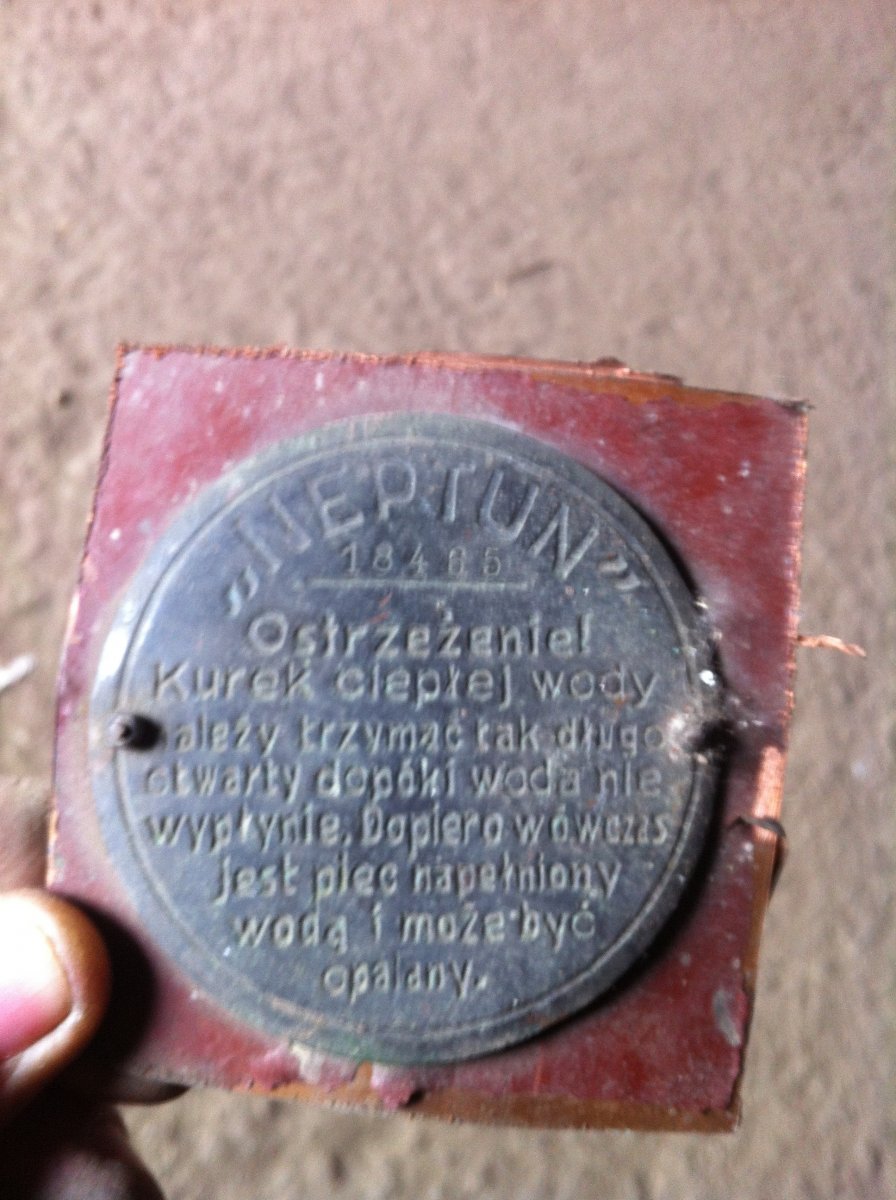 „NEPTUN”
18465
Ostrzeżenie!
Kurek ciepłej wody
należy trzymać tak długo
otwarty dopóki woda nie
wypłynie. Dopiero wówczas
jest piec napełniony
wodą i może być
opalany.